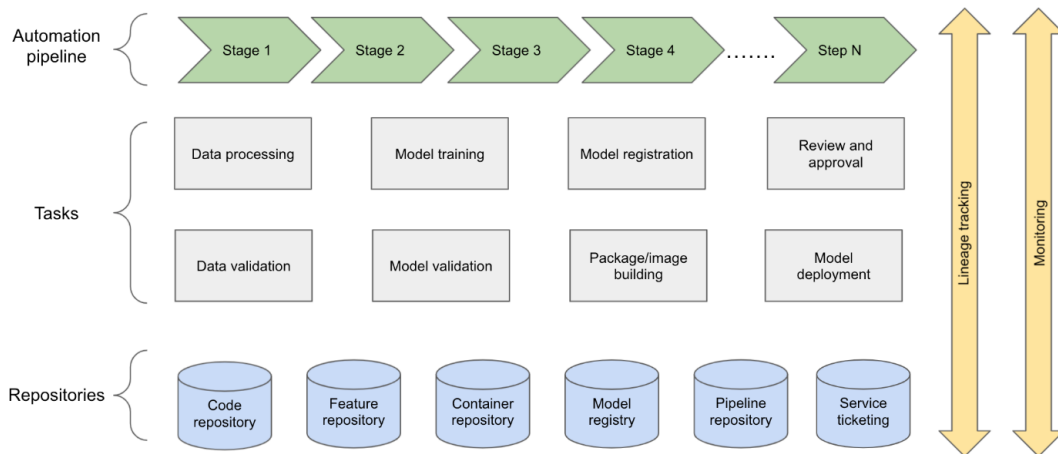 Automation
pipeline
Stage 1
Stage 2
Stage 3
Stage 4
.......
Step N
Tasks
Data processing
Model training
Model registration
Review and
approval
Data validation
Model validation
Package/image
building
Model
deployment
Repositories
Code
repository
Feature
repository
Container
repository
Model
registry
Pipeline
repository
Service
ticketing
Lineage tracking
Monitoring